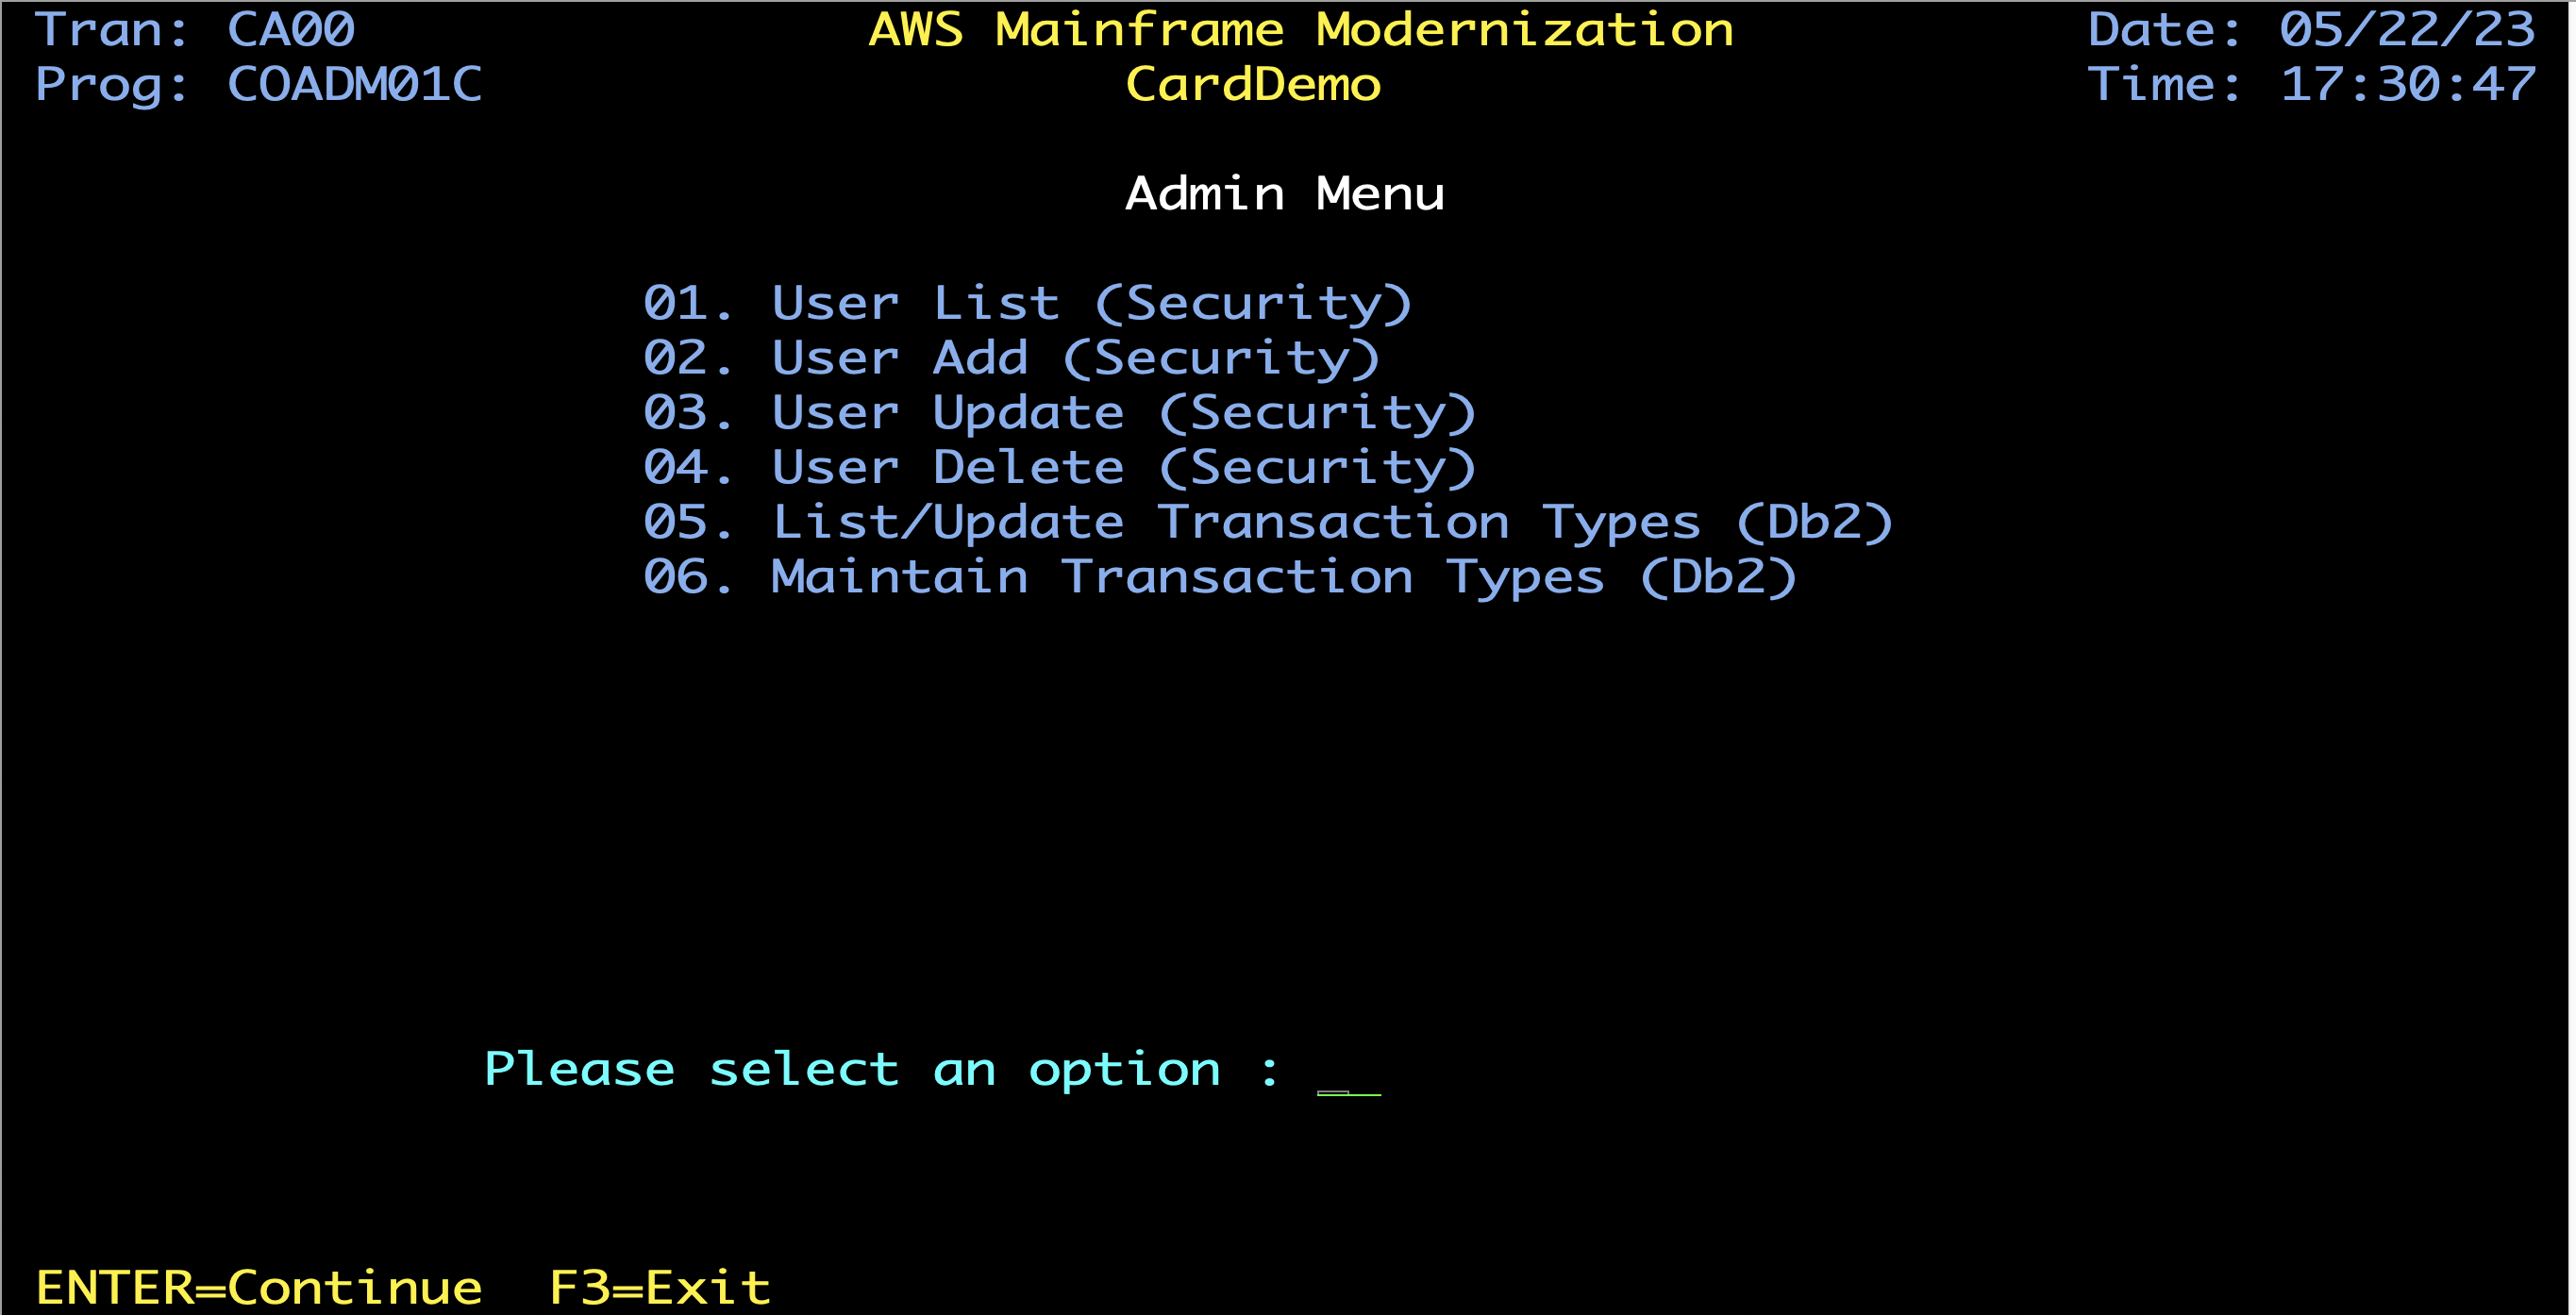 Tran: CA00 AWS Mainframe Modernization Date: 05/22/23
Prog: COADM01C CardDemo Time: 17:30:47
Admin Menu
01. User List (Security)
02. User Add (Security)
03. User Update (Security)
04. User Delete (Security)
05. List/Update Transaction Types (Db2)
06. Maintain Transaction Types (Db2)
Please select an option :
ENTER=Continue F3=Exit